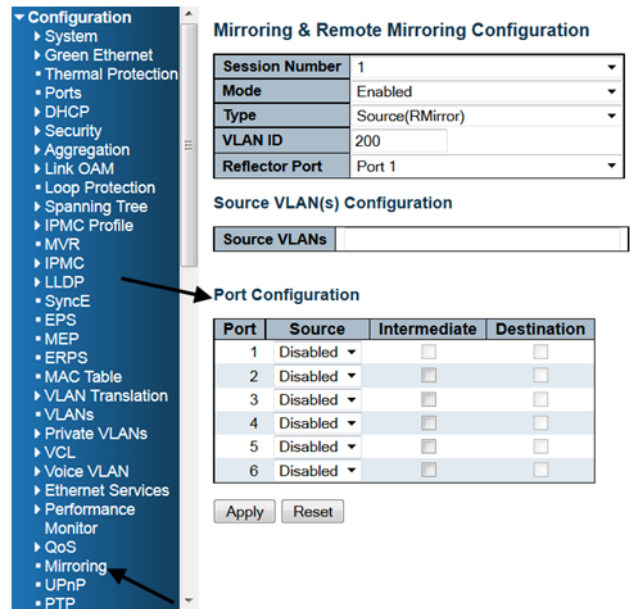 Configuration
System
Green Ethernet
Thermal Protection
Ports
DHCP
Security
Aggregation
Link OAM
Loop Protection
Spanning Tree
IPMC Profile
MVR
IPMC
LLDP
SyncE
EPS
MEP
ERPS
MAC Table
VLAN Translation
VLANs
Private VLANs
VCL
Voice VLAN
Ethernet Services
Performance
Monitor
QoS
Mirroring
UPnP
PTP
Mirroring & Remote Mirroring Configuration
Session Number 1
Mode Enabled
Type Source(RMirror)
VLAN ID 200
Reflector Port Port 1
Source VLAN(s) Configuration
Source VLANs
Port Configuration
Port Source Intermediate Destination
1 Disabled
2 Disabled
3 Disabled
4 Disabled
5 Disabled
6 Disabled
Apply Reset